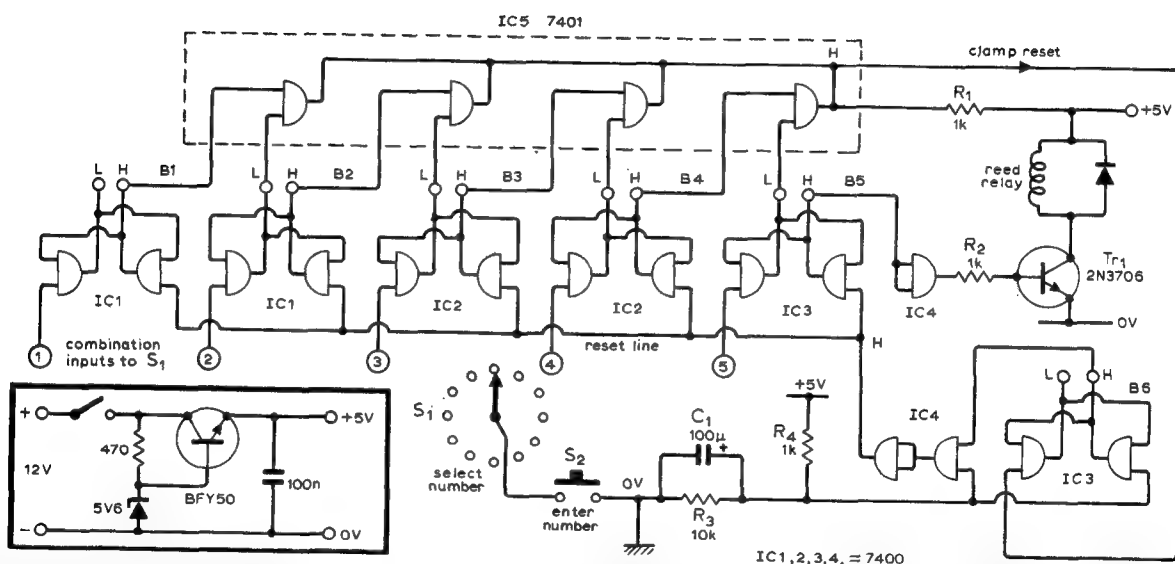 IC5 7401
H
clamp reset
R1
1k
+5V
reed
relay
L H B1
L H B2
L H B3
L H B4
L H B5
IC1
IC1
IC2
IC2
IC3
IC4
R2
1k
Tr1
2N3706
0V
1
combination
inputs to S1
2
3
4
5
reset line
H
+
12V
−
470
5V6
BFY50
100n
+5V
0V
S1
select
number
S2
enter
number
0V
C1
100µ
+
R3
10k
+5V
R4
1k
IC4
L H B6
IC3
IC1,2,3,4, = 7400